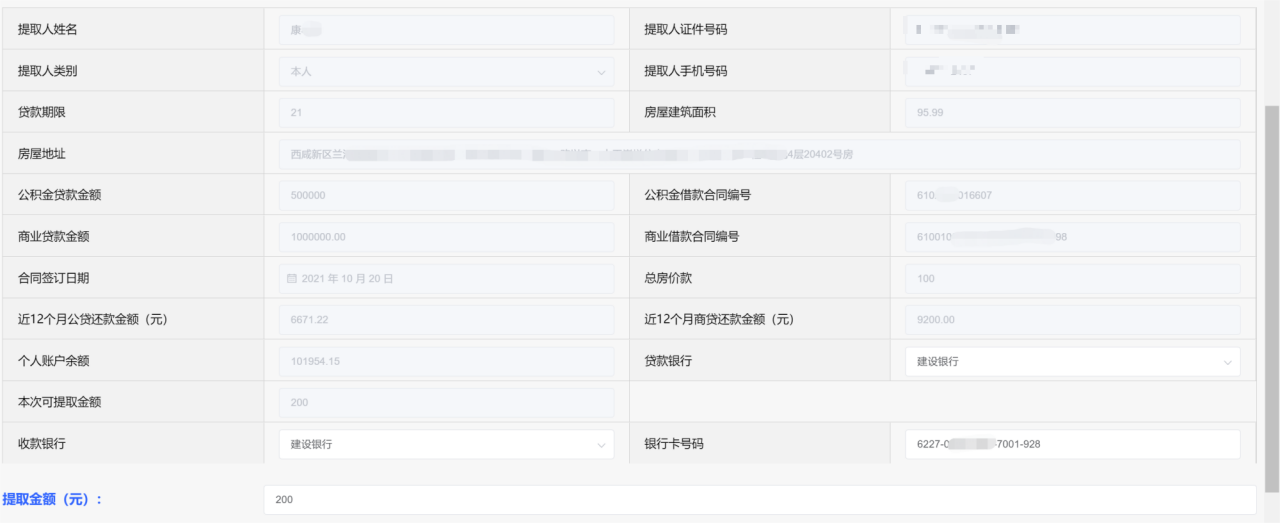 提取人姓名 康 提取人证件号码
提取人类别 本人 提取人手机号码
贷款期限 21 房屋建筑面积 95.99
房屋地址 西咸新区兰 4层20402号房
公积金贷款金额 500000 公积金借款合同编号 610 016607
商业贷款金额 1000000.00 商业借款合同编号 610010 98
合同签订日期 2021 年 10 月 20 日 总房价款 100
近12个月公贷还款金额（元） 6671.22 近12个月商贷还款金额（元） 9200.00
个人账户余额 101954.15 贷款银行 建设银行
本次可提取金额 200
收款银行 建设银行 银行卡号码 6227-0 7001-928
提取金额（元）： 200